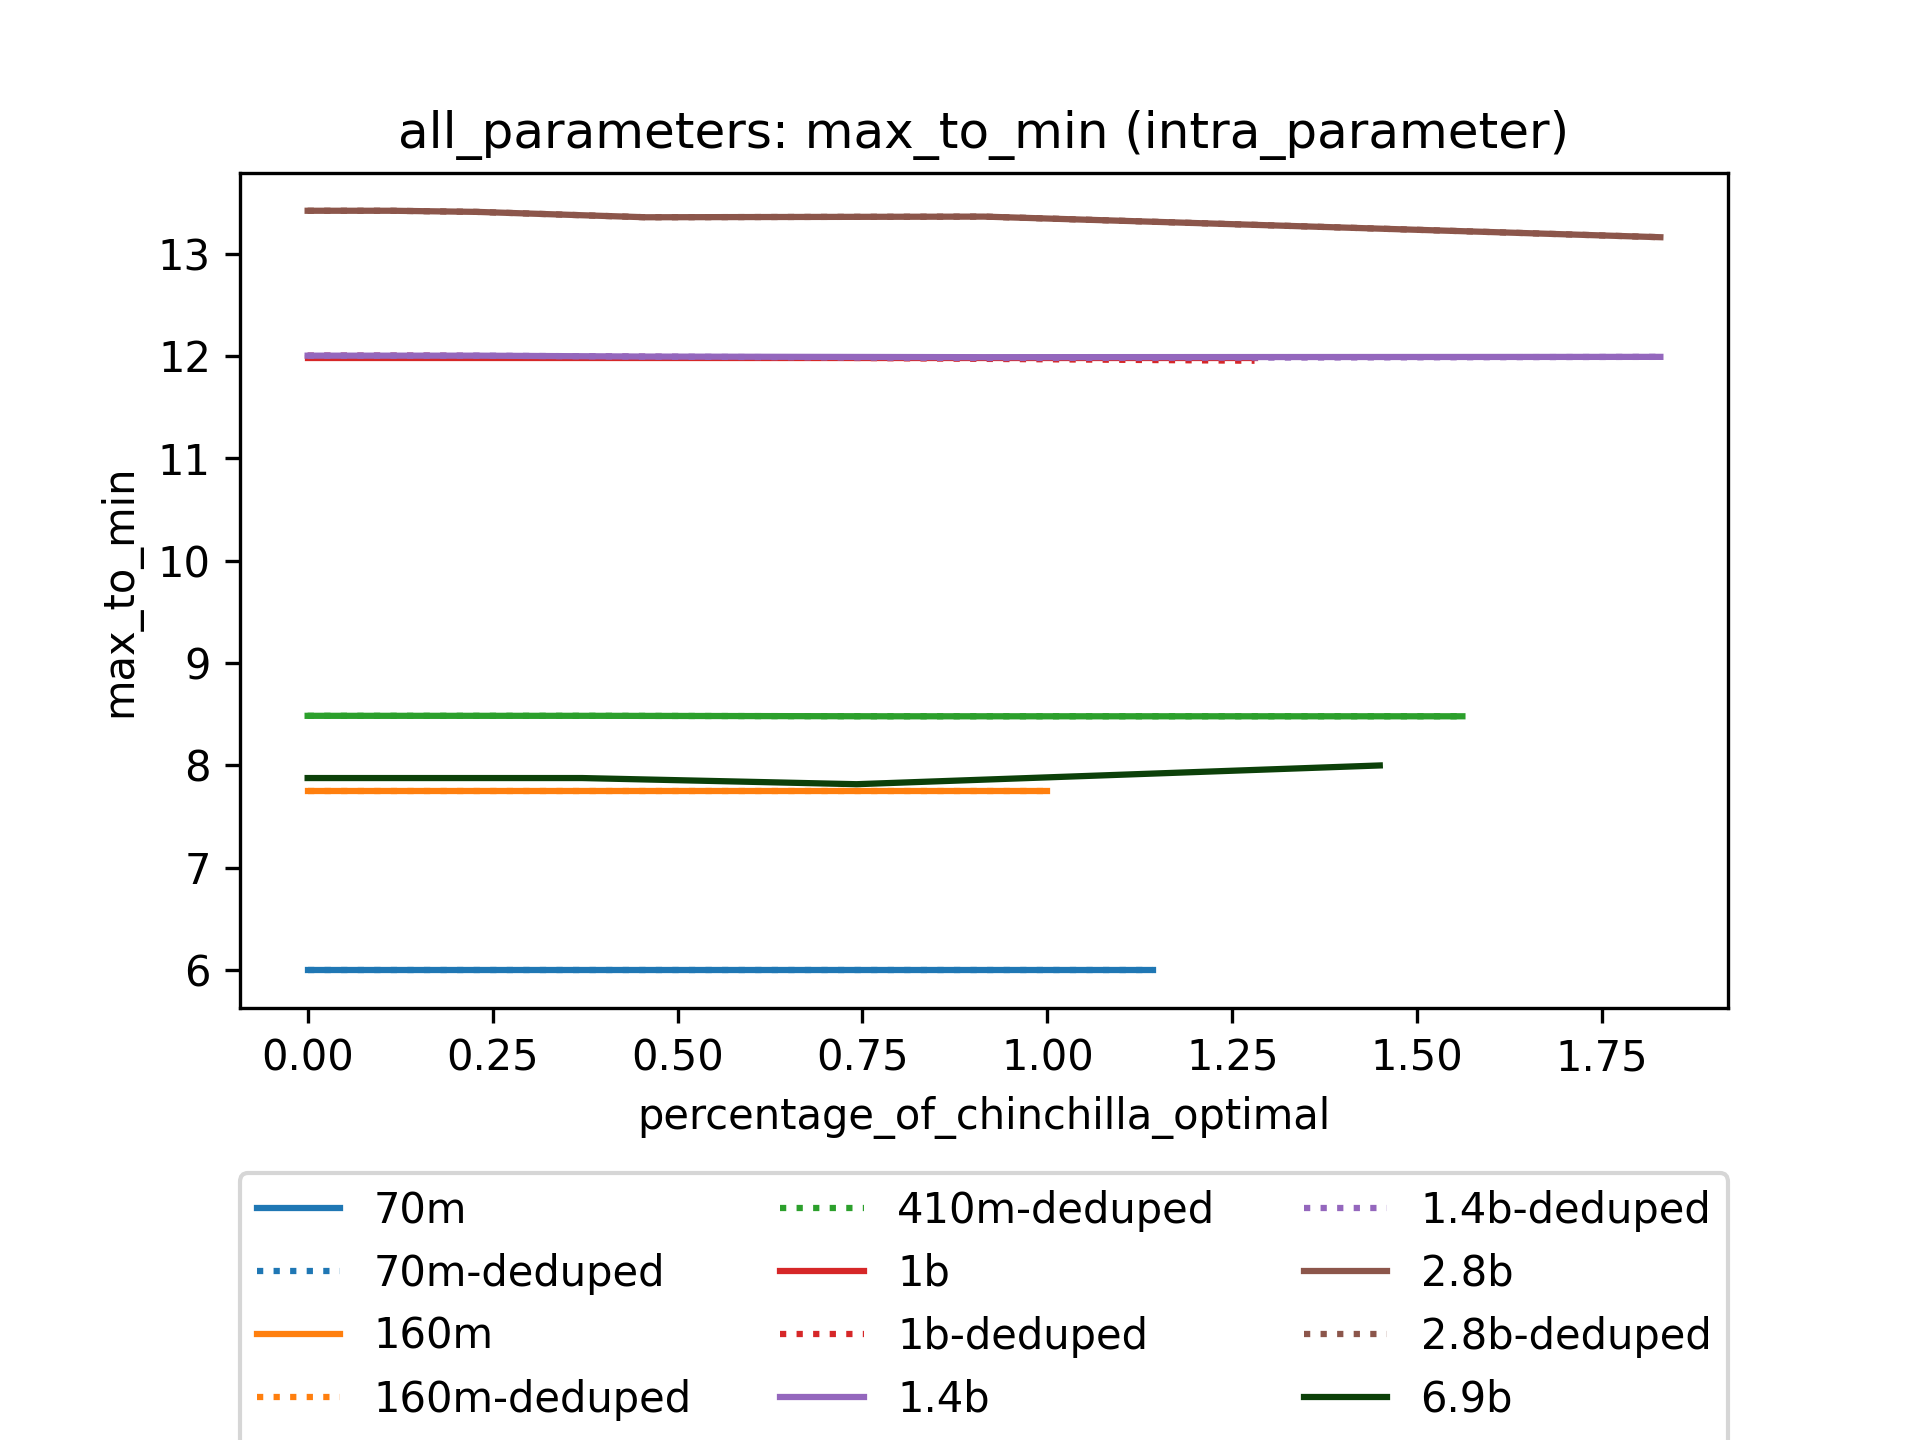 all_parameters: max_to_min (intra_parameter)
max_to_min
13
12
11
10
9
8
7
6
0.00 0.25 0.50 0.75 1.00 1.25 1.50 1.75
percentage_of_chinchilla_optimal
70m
70m-deduped
160m
160m-deduped
410m-deduped
1b
1b-deduped
1.4b
1.4b-deduped
2.8b
2.8b-deduped
6.9b